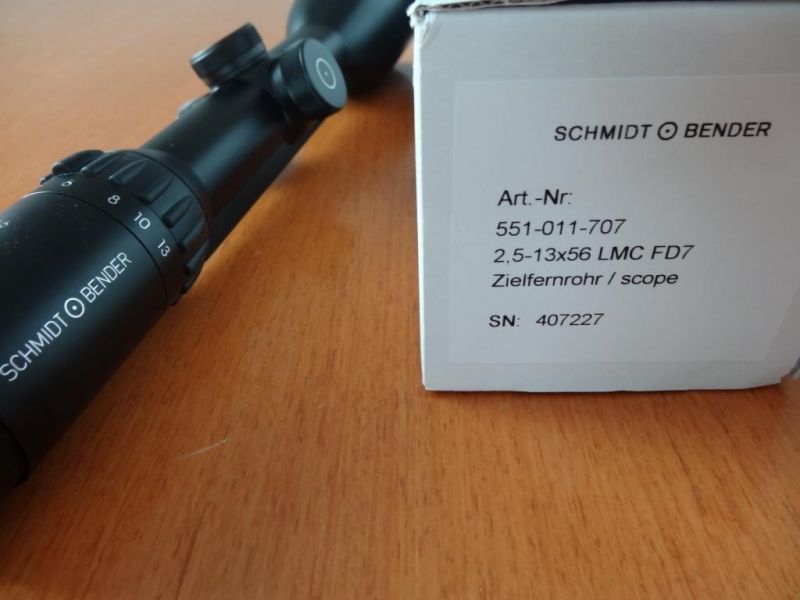 SCHMIDT BENDER
Art.-Nr:
551-011-707
2,5-13x56 LMC FD7
Zielfernrohr / scope
SN: 407227
6 8 10 13
SCHMIDT BENDER